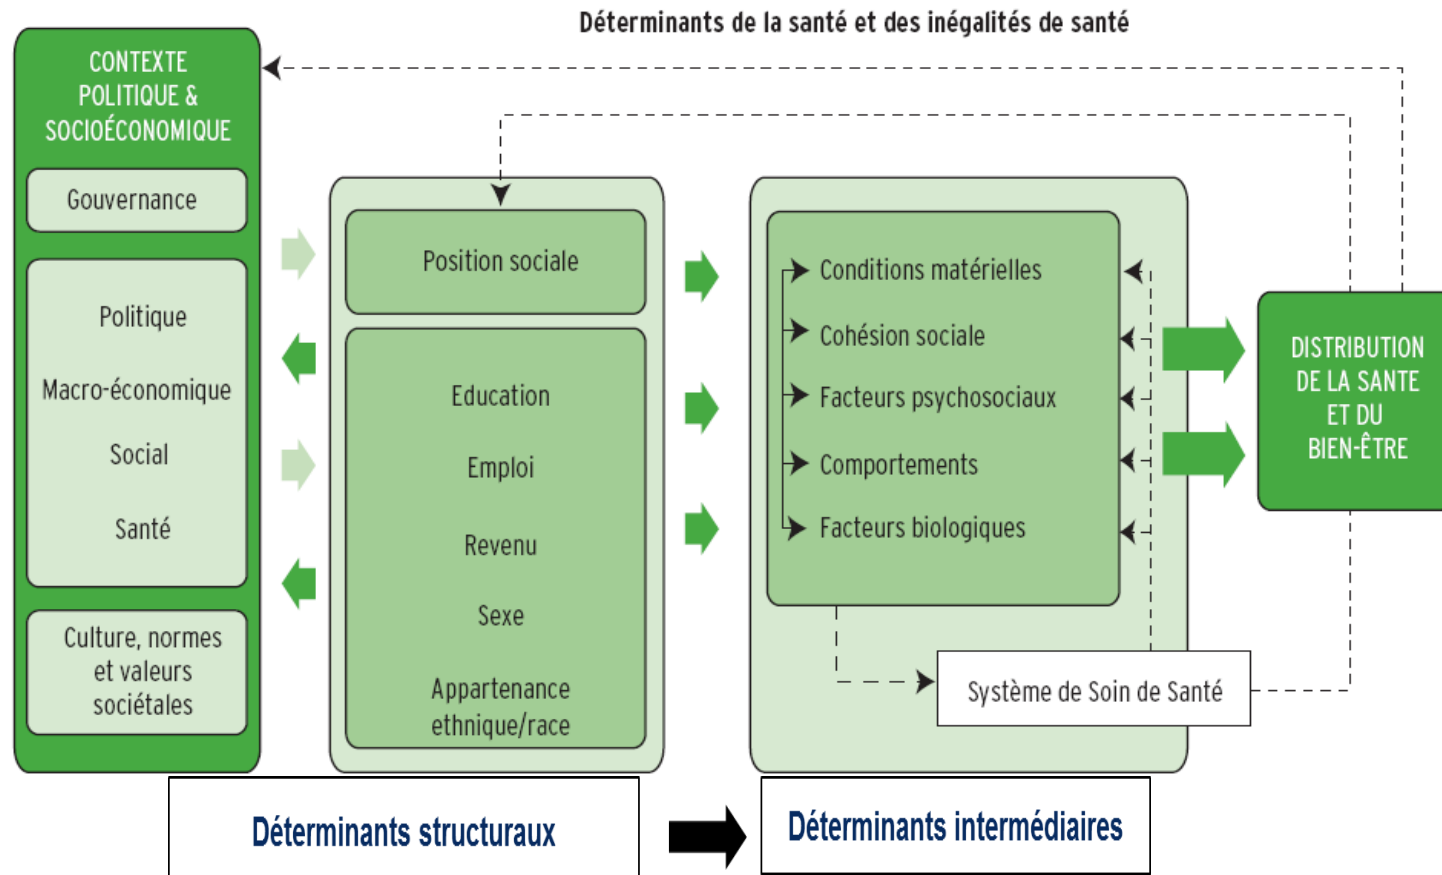 Déterminants de la santé et des inégalités de santé
CONTEXTE
POLITIQUE &
SOCIOÉCONOMIQUE
Gouvernance
Politique
Macro-économique
Social
Santé
Culture, normes
et valeurs
sociétales
Position sociale
Education
Emploi
Revenu
Sexe
Appartenance
ethnique/race
Conditions matérielles
Cohésion sociale
Facteurs psychosociaux
Comportements
Facteurs biologiques
Système de Soin de Santé
DISTRIBUTION
DE LA SANTE
ET DU
BIEN-ÊTRE
Déterminants structuraux
Déterminants intermédiaires